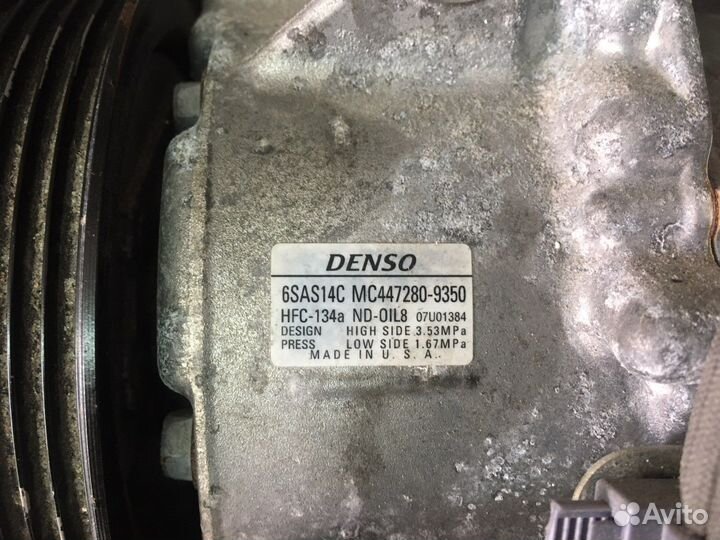 DENSO
6SAS14C MC447280-9350
HFC-134a ND-OIL8 07U01384
DESIGN HIGH SIDE 3.53MPa
PRESS LOW SIDE 1.67MPa
MADE IN U.S.A.
Avito